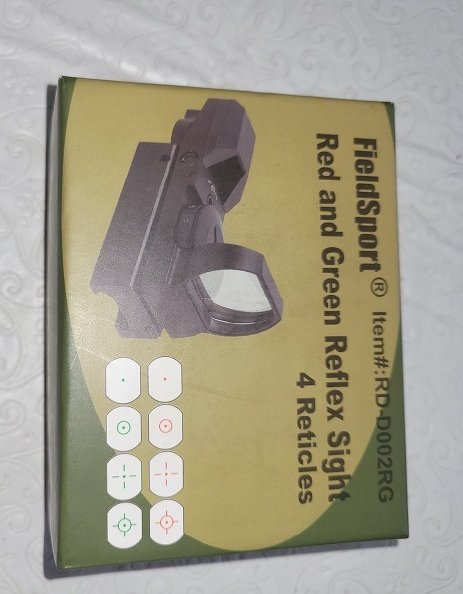 FieldSport ® Item#:RD-D002RG
Red and Green Reflex Sight
4 Reticles